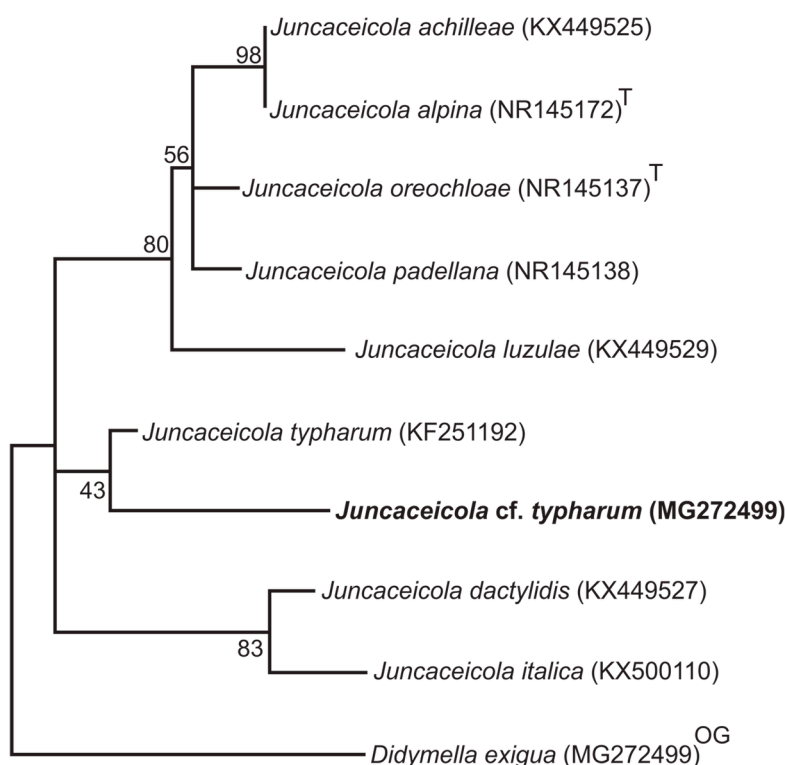 Juncaceicola achilleae (KX449525)
98
Juncaceicola alpina (NR145172)T
56
Juncaceicola oreochloae (NR145137)T
80
Juncaceicola padellana (NR145138)
Juncaceicola luzulae (KX449529)
Juncaceicola typharum (KF251192)
43
Juncaceicola cf. typharum (MG272499)
Juncaceicola dactylidis (KX449527)
83
Juncaceicola italica (KX500110)
Didymella exigua (MG272499)OG